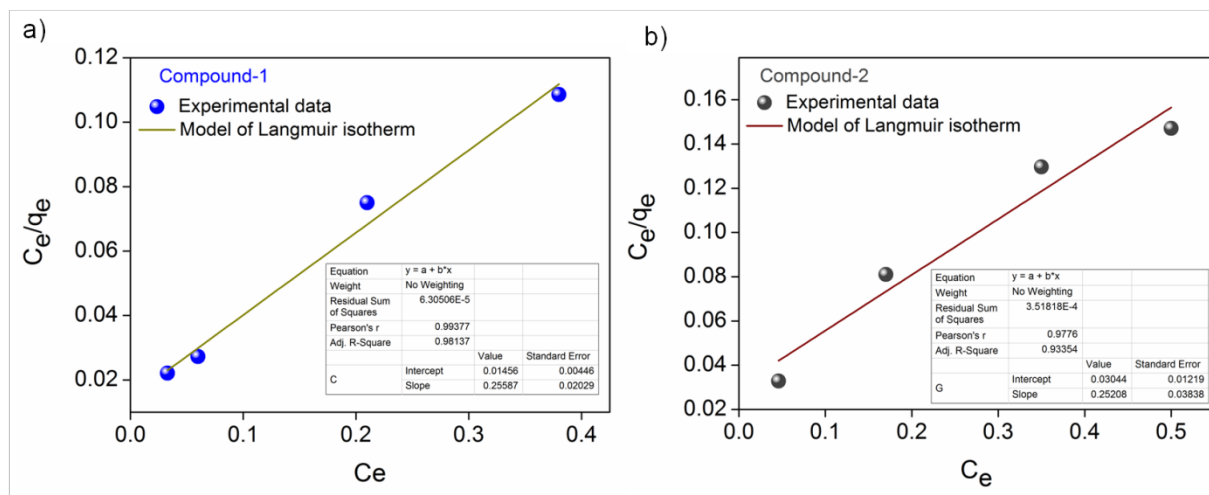 a)
0.12
0.10
0.08
0.06
0.04
0.02
Ce/qe
Compound-1
Experimental data
Model of Langmuir isotherm
Equation y = a + b*x
Weight No Weighting
Residual Sum of Squares 6.30506E-5
Pearson's r 0.99377
Adj. R-Square 0.98137
Value Standard Error
C Intercept 0.01456 0.00446
Slope 0.25587 0.02029
0.0 0.1 0.2 0.3 0.4
Ce
b)
0.16
0.14
0.12
0.10
0.08
0.06
0.04
0.02
Ce/qe
Compound-2
Experimental data
Model of Langmuir isotherm
Equation y = a + b*x
Weight No Weighting
Residual Sum of Squares 3.51818E-4
Pearson's r 0.9776
Adj. R-Square 0.93354
Value Standard Error
G Intercept 0.03044 0.01219
Slope 0.25208 0.03838
0.0 0.1 0.2 0.3 0.4 0.5
Ce